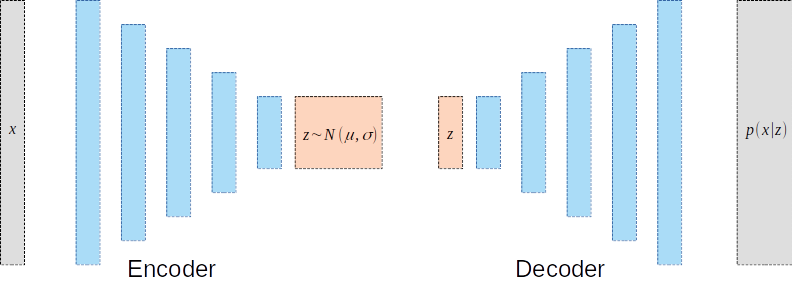 x
z~N(μ,σ)
z
p(x|z)
Encoder
Decoder